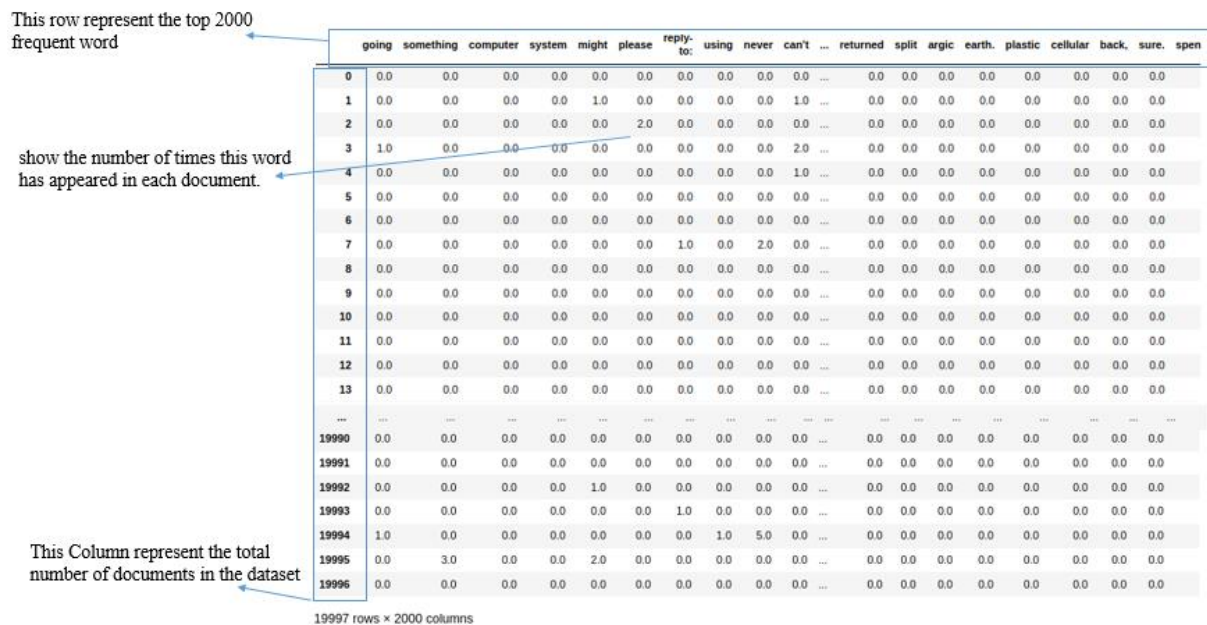 This row represent the top 2000
frequent word
going something computer system might please reply-to: using never can't ... returned split argic earth. plastic cellular back, sure. spen
0 0.0 0.0 0.0 0.0 0.0 0.0 0.0 0.0 0.0 0.0 ... 0.0 0.0 0.0 0.0 0.0 0.0 0.0 0.0
1 0.0 0.0 0.0 0.0 1.0 0.0 0.0 0.0 0.0 1.0 ... 0.0 0.0 0.0 0.0 0.0 0.0 0.0 0.0
2 0.0 0.0 0.0 0.0 0.0 2.0 0.0 0.0 0.0 0.0 ... 0.0 0.0 0.0 0.0 0.0 0.0 0.0 0.0
show the number of times this word
has appeared in each document.
3 1.0 0.0 0.0 0.0 0.0 0.0 0.0 0.0 0.0 2.0 ... 0.0 0.0 0.0 0.0 0.0 0.0 0.0 0.0
4 0.0 0.0 0.0 0.0 0.0 0.0 0.0 0.0 0.0 1.0 ... 0.0 0.0 0.0 0.0 0.0 0.0 0.0 0.0
5 0.0 0.0 0.0 0.0 0.0 0.0 0.0 0.0 0.0 0.0 ... 0.0 0.0 0.0 0.0 0.0 0.0 0.0 0.0
6 0.0 0.0 0.0 0.0 0.0 0.0 0.0 0.0 0.0 0.0 ... 0.0 0.0 0.0 0.0 0.0 0.0 0.0 0.0
7 0.0 0.0 0.0 0.0 0.0 0.0 1.0 0.0 2.0 0.0 ... 0.0 0.0 0.0 0.0 0.0 0.0 0.0 0.0
8 0.0 0.0 0.0 0.0 0.0 0.0 0.0 0.0 0.0 0.0 ... 0.0 0.0 0.0 0.0 0.0 0.0 0.0 0.0
9 0.0 0.0 0.0 0.0 0.0 0.0 0.0 0.0 0.0 0.0 ... 0.0 0.0 0.0 0.0 0.0 0.0 0.0 0.0
10 0.0 0.0 0.0 0.0 0.0 0.0 0.0 0.0 0.0 0.0 ... 0.0 0.0 0.0 0.0 0.0 0.0 0.0 0.0
11 0.0 0.0 0.0 0.0 0.0 0.0 0.0 0.0 0.0 0.0 ... 0.0 0.0 0.0 0.0 0.0 0.0 0.0 0.0
12 0.0 0.0 0.0 0.0 0.0 0.0 0.0 0.0 0.0 0.0 ... 0.0 0.0 0.0 0.0 0.0 0.0 0.0 0.0
13 0.0 0.0 0.0 0.0 0.0 0.0 0.0 0.0 0.0 0.0 ... 0.0 0.0 0.0 0.0 0.0 0.0 0.0 0.0
... ... ... ... ... ... ... ... ... ... ... ... ... ... ... ... ... ... ... ... ...
19990 0.0 0.0 0.0 0.0 0.0 0.0 0.0 0.0 0.0 0.0 ... 0.0 0.0 0.0 0.0 0.0 0.0 0.0 0.0
19991 0.0 0.0 0.0 0.0 0.0 0.0 0.0 0.0 0.0 0.0 ... 0.0 0.0 0.0 0.0 0.0 0.0 0.0 0.0
19992 0.0 0.0 0.0 0.0 1.0 0.0 0.0 0.0 0.0 0.0 ... 0.0 0.0 0.0 0.0 0.0 0.0 0.0 0.0
19993 0.0 0.0 0.0 0.0 0.0 0.0 1.0 0.0 0.0 0.0 ... 0.0 0.0 0.0 0.0 0.0 0.0 0.0 0.0
19994 1.0 0.0 0.0 0.0 0.0 0.0 0.0 1.0 5.0 0.0 ... 0.0 0.0 0.0 0.0 0.0 0.0 0.0 0.0
This Column represent the total
number of documents in the dataset
19995 0.0 3.0 0.0 0.0 2.0 0.0 0.0 0.0 0.0 0.0 ... 0.0 0.0 0.0 0.0 0.0 0.0 0.0 0.0
19996 0.0 0.0 0.0 0.0 0.0 0.0 0.0 0.0 0.0 0.0 ... 0.0 0.0 0.0 0.0 0.0 0.0 0.0 0.0
19997 rows × 2000 columns